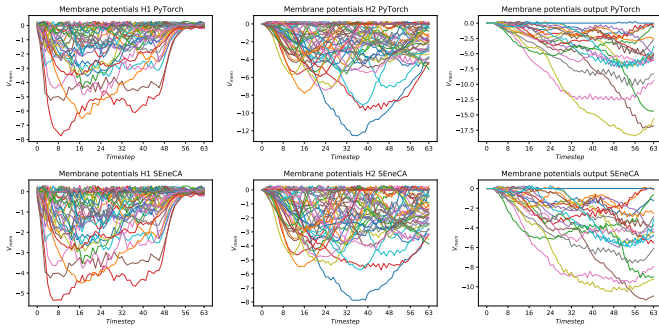 Membrane potentials H1 PyTorch
0
−1
−2
−3
−4
−5
−6
−7
−8
V_mem
0 8 16 24 32 40 48 56 63
Timestep
Membrane potentials H2 PyTorch
0
−2
−4
−6
−8
−10
−12
V_mem
0 8 16 24 32 40 48 56 63
Timestep
Membrane potentials output PyTorch
0.0
−2.5
−5.0
−7.5
−10.0
−12.5
−15.0
−17.5
V_mem
0 8 16 24 32 40 48 56 63
Timestep
Membrane potentials H1 SEneCA
0
−1
−2
−3
−4
−5
V_mem
0 8 16 24 32 40 48 56 63
Timestep
Membrane potentials H2 SEneCA
0
−1
−2
−3
−4
−5
−6
−7
−8
V_mem
0 8 16 24 32 40 48 56 63
Timestep
Membrane potentials output SEneCA
0
−2
−4
−6
−8
−10
V_mem
0 8 16 24 32 40 48 56 63
Timestep